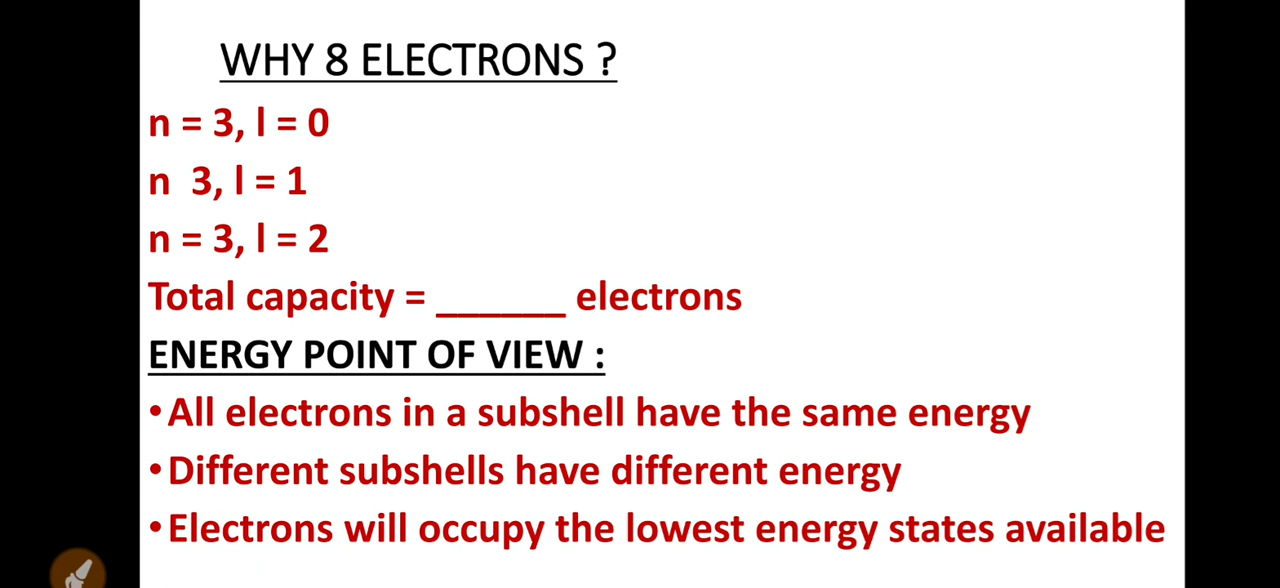 WHY 8 ELECTRONS ?
n = 3, l = 0
n  3, l = 1
n = 3, l = 2
Total capacity = ______ electrons
ENERGY POINT OF VIEW :
•All electrons in a subshell have the same energy
•Different subshells have different energy
•Electrons will occupy the lowest energy states available